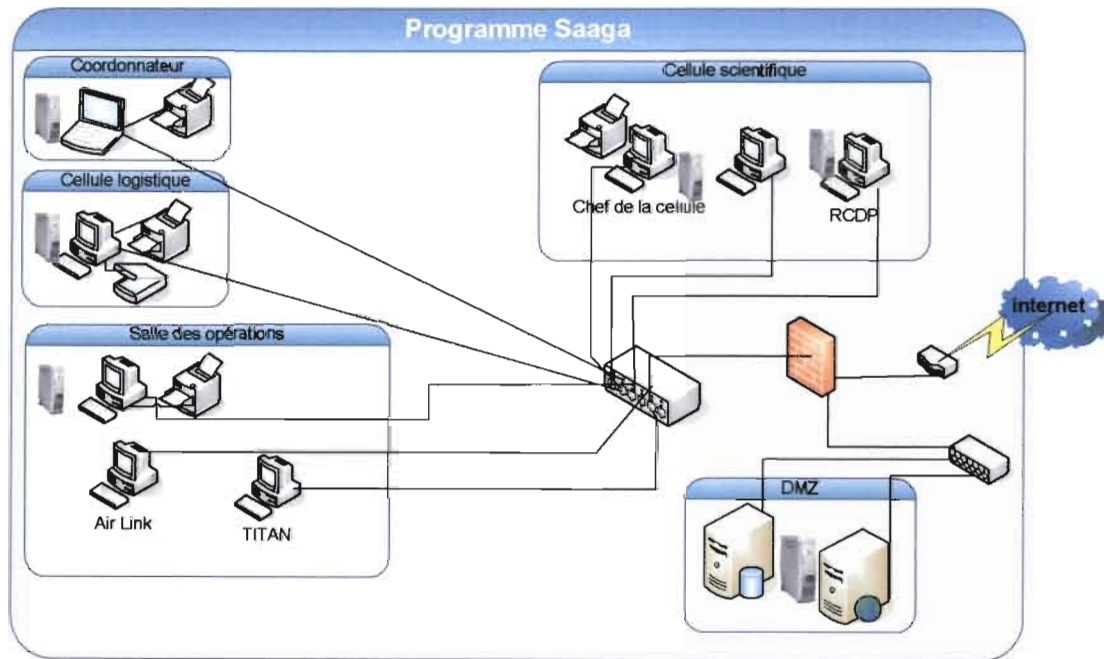 Programme Saaga
Coordonnateur
Cellule scientifique
Chef de la cellule
RCDP
Cellule logistique
Salle des opérations
Air Link
TITAN
internet
DMZ